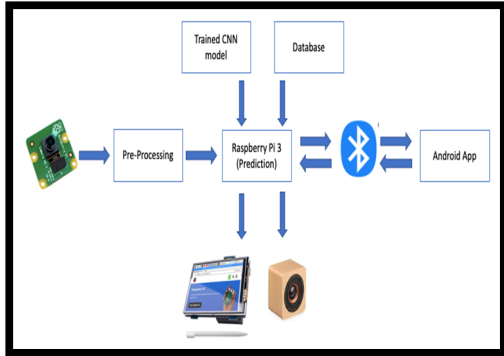 Trained CNN
model
Database
Pre-Processing
Raspberry Pi 3
(Prediction)
Android App